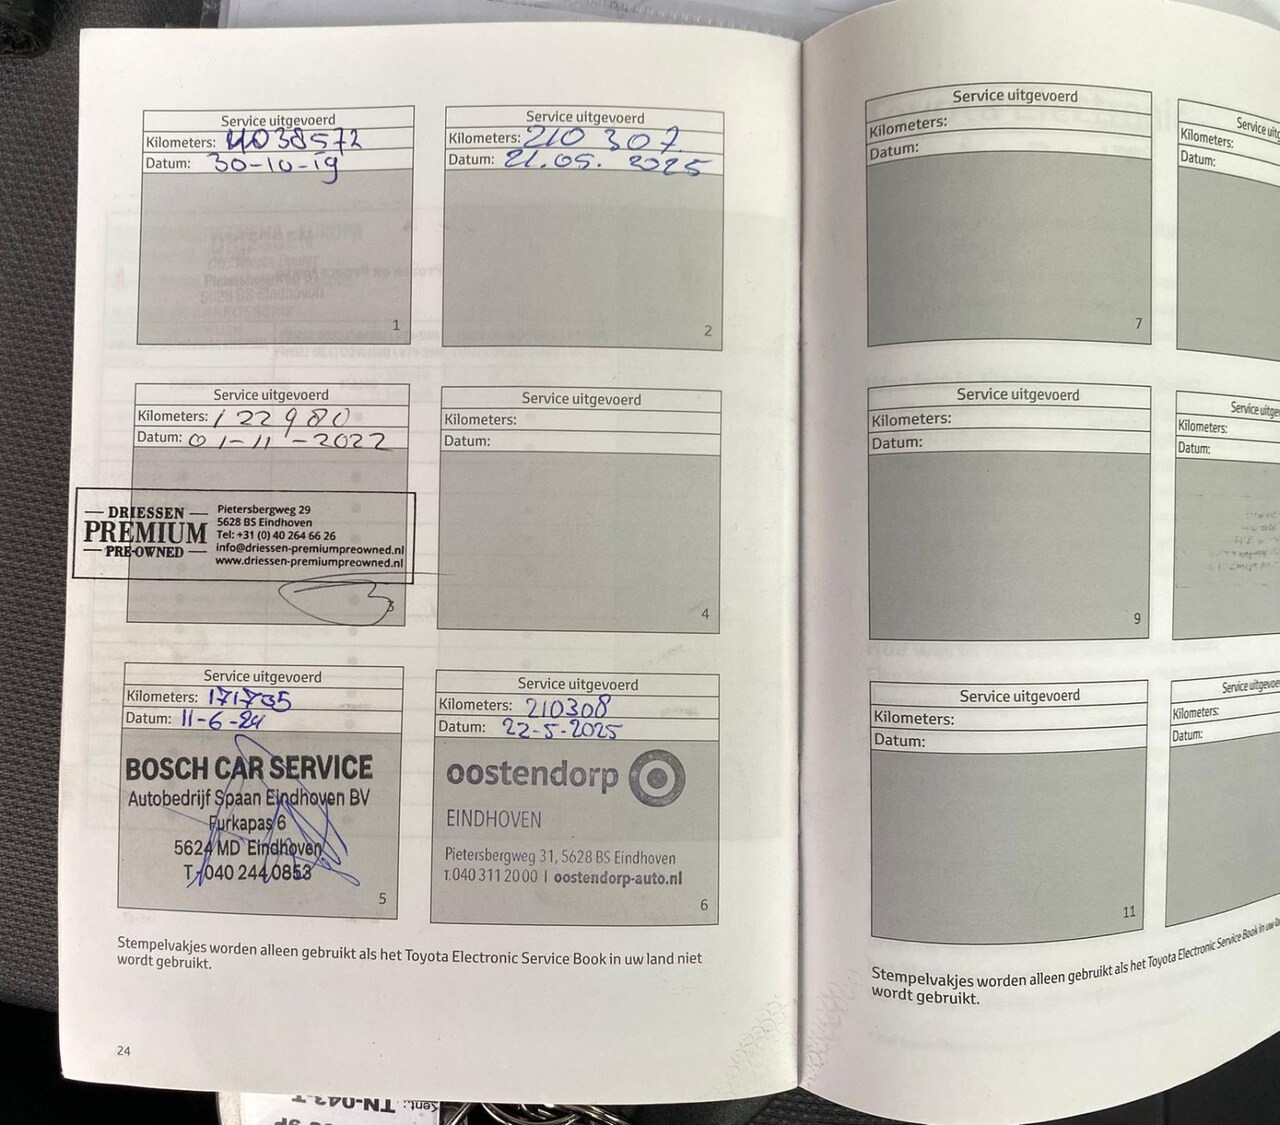 Service uitgevoerd
Kilometers: 4038572
Datum: 30-10-19
1
Service uitgevoerd
Kilometers: 210 307
Datum: 21.05. 2025
2
Service uitgevoerd
Kilometers: 122980
Datum: 01-11-2022
DRIESSEN
PREMIUM
PRE-OWNED
Pietersbergweg 29
5628 BS Eindhoven
Tel: +31 (0) 40 264 66 26
info@driessen-premiumpreowned.nl
www.driessen-premiumpreowned.nl
3
Service uitgevoerd
Kilometers:
Datum:
4
Service uitgevoerd
Kilometers: 171735
Datum: 11-6-24
BOSCH CAR SERVICE
Autobedrijf Spaan Eindhoven BV
Furkapas 6
5624 MD Eindhoven
T. 040 244 0853
5
Service uitgevoerd
Kilometers: 210308
Datum: 22-5-2025
oostendorp
EINDHOVEN
Pietersbergweg 31, 5628 BS Eindhoven
T. 040 311 20 00 | oostendorp-auto.nl
6
Stempelvakjes worden alleen gebruikt als het Toyota Electronic Service Book in uw land niet
wordt gebruikt.
24
Service uitgevoerd
Kilometers:
Datum:
7
Service
Kilometers:
Datum:
Service uitgevoerd
Kilometers:
Datum:
9
Service
Kilometers:
Datum:
Service uitgevoerd
Kilometers:
Datum:
11
Service
Kilometers:
Datum:
Stempelvakjes worden alleen gebruikt als het Toyota Electronic Service Book in uw
wordt gebruikt.
TN-043-T